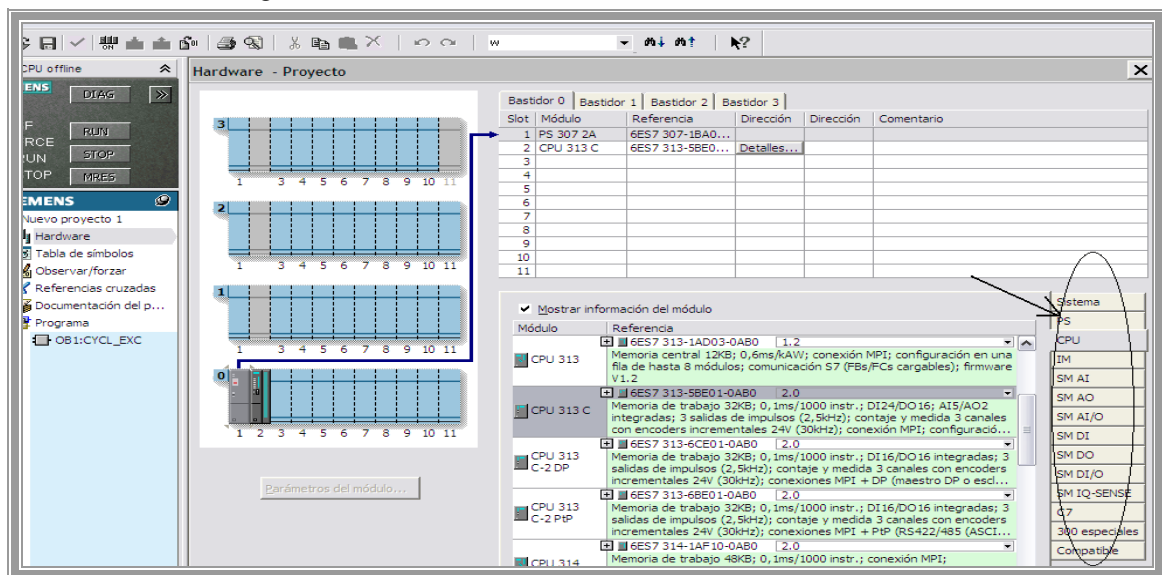 w
CPU offline
ENS
DIAG
F
RCE
RUN
UN
STOP
TOP
MRES
EMENS
Nuevo proyecto 1
Hardware
Tabla de símbolos
Observar/forzar
Referencias cruzadas
Documentación del p...
Programa
OB1:CYCL_EXC
Hardware - Proyecto
3
1 3 4 5 6 7 8 9 10 11
2
1 3 4 5 6 7 8 9 10 11
1
1 3 4 5 6 7 8 9 10 11
0
1 2 3 4 5 6 7 8 9 10 11
Parámetros del módulo...
Bastidor 0 Bastidor 1 Bastidor 2 Bastidor 3
Slot Módulo Referencia Dirección Dirección Comentario
1 PS 307 2A 6ES7 307-1BA0...
2 CPU 313 C 6ES7 313-5BE0... Detalles...
3
4
5
6
7
8
9
10
11
Mostrar información del módulo
Módulo Referencia
6ES7 313-1AD03-0AB0 1.2
CPU 313
Memoria central 12KB; 0,6ms/kAW; conexión MPI; configuración en una
fila de hasta 8 módulos; comunicación S7 (FBs/FCs cargables); firmware
V1.2
6ES7 313-5BE01-0AB0 2.0
CPU 313 C
Memoria de trabajo 32KB; 0,1ms/1000 instr.; DI24/DO16; AI5/AO2
integradas; 3 salidas de impulsos (2,5kHz); contaje y medida 3 canales
con encoders incrementales 24V (30kHz); conexión MPI; configuració...
6ES7 313-6CE01-0AB0 2.0
CPU 313
C-2 DP
Memoria de trabajo 32KB; 0,1ms/1000 instr.; DI16/DO16 integradas; 3
salidas de impulsos (2,5kHz); contaje y medida 3 canales con encoders
incrementales 24V (30kHz); conexiones MPI + DP (maestro DP o escl...
6ES7 313-6BE01-0AB0 2.0
CPU 313
C-2 PtP
Memoria de trabajo 32KB; 0,1ms/1000 instr.; DI16/DO16 integradas; 3
salidas de impulsos (2,5kHz); contaje y medida 3 canales con encoders
incrementales 24V (30kHz); conexiones MPI + PtP (RS422/485 (ASCI...
6ES7 314-1AF10-0AB0 2.0
CPU 314
Memoria de trabajo 48KB; 0,1ms/1000 instr.; conexión MPI;
Sistema
PS
CPU
IM
SM AI
SM AO
SM AI/O
SM DI
SM DO
SM DI/O
SM IQ-SENSE
C7
300 especiales
Compatible